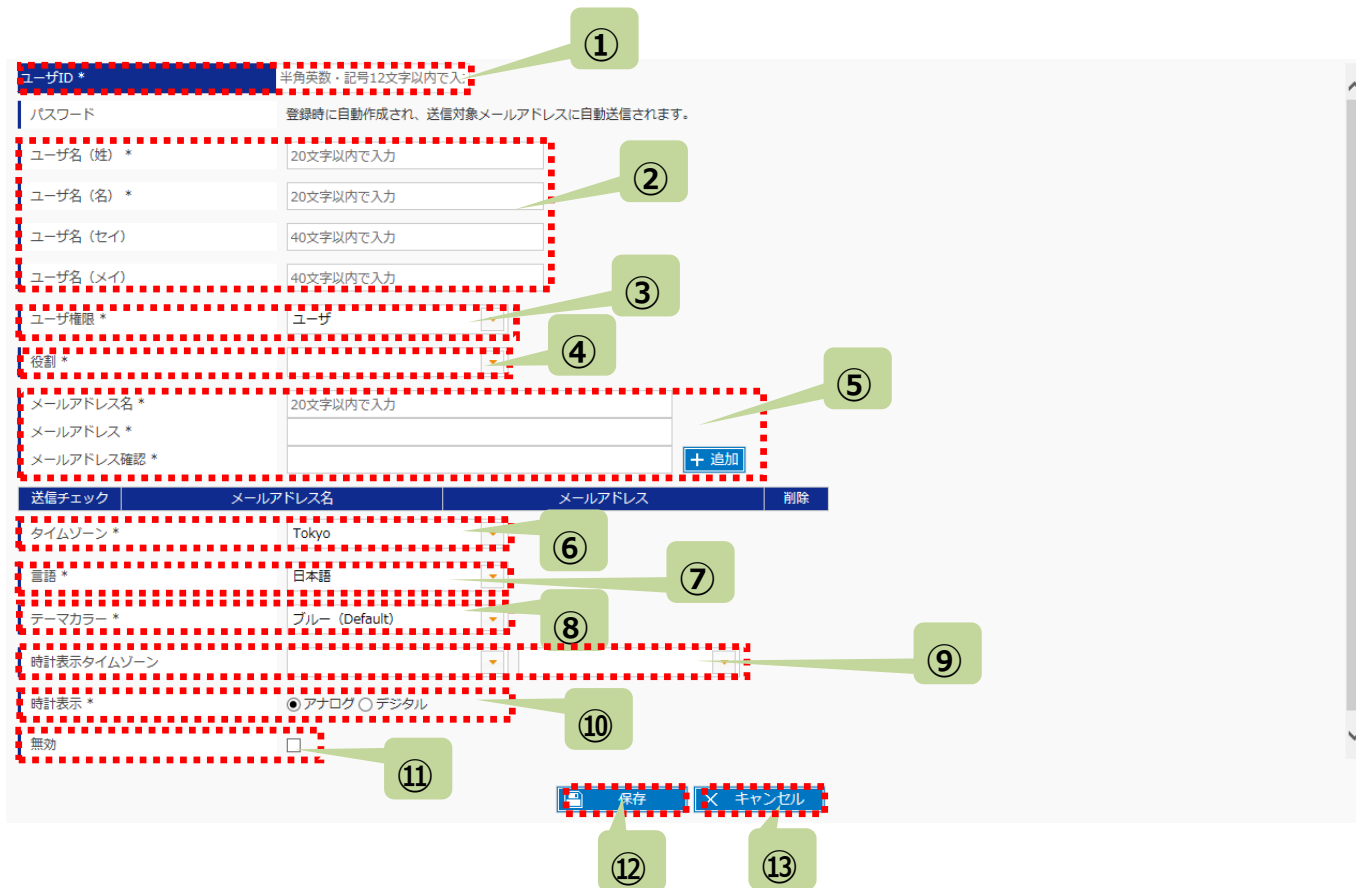 ①
ユーザID * 半角英数・記号12文字以内で入
パスワード 登録時に自動作成され、送信対象メールアドレスに自動送信されます。
ユーザ名（姓） * 20文字以内で入力
②
ユーザ名（名） * 20文字以内で入力
ユーザ名（セイ） 40文字以内で入力
ユーザ名（メイ） 40文字以内で入力
③
ユーザ権限 * ユーザ
④
役割 *
⑤
メールアドレス名 * 20文字以内で入力
メールアドレス *
メールアドレス確認 * + 追加
送信チェック メールアドレス名 メールアドレス 削除
タイムゾーン * Tokyo
⑥
言語 * 日本語
⑦
テーマカラー * ブルー（Default）
⑧
時計表示タイムゾーン
⑨
時計表示 * アナログ デジタル
⑩
無効
⑪
保存 × キャンセル
⑫ ⑬